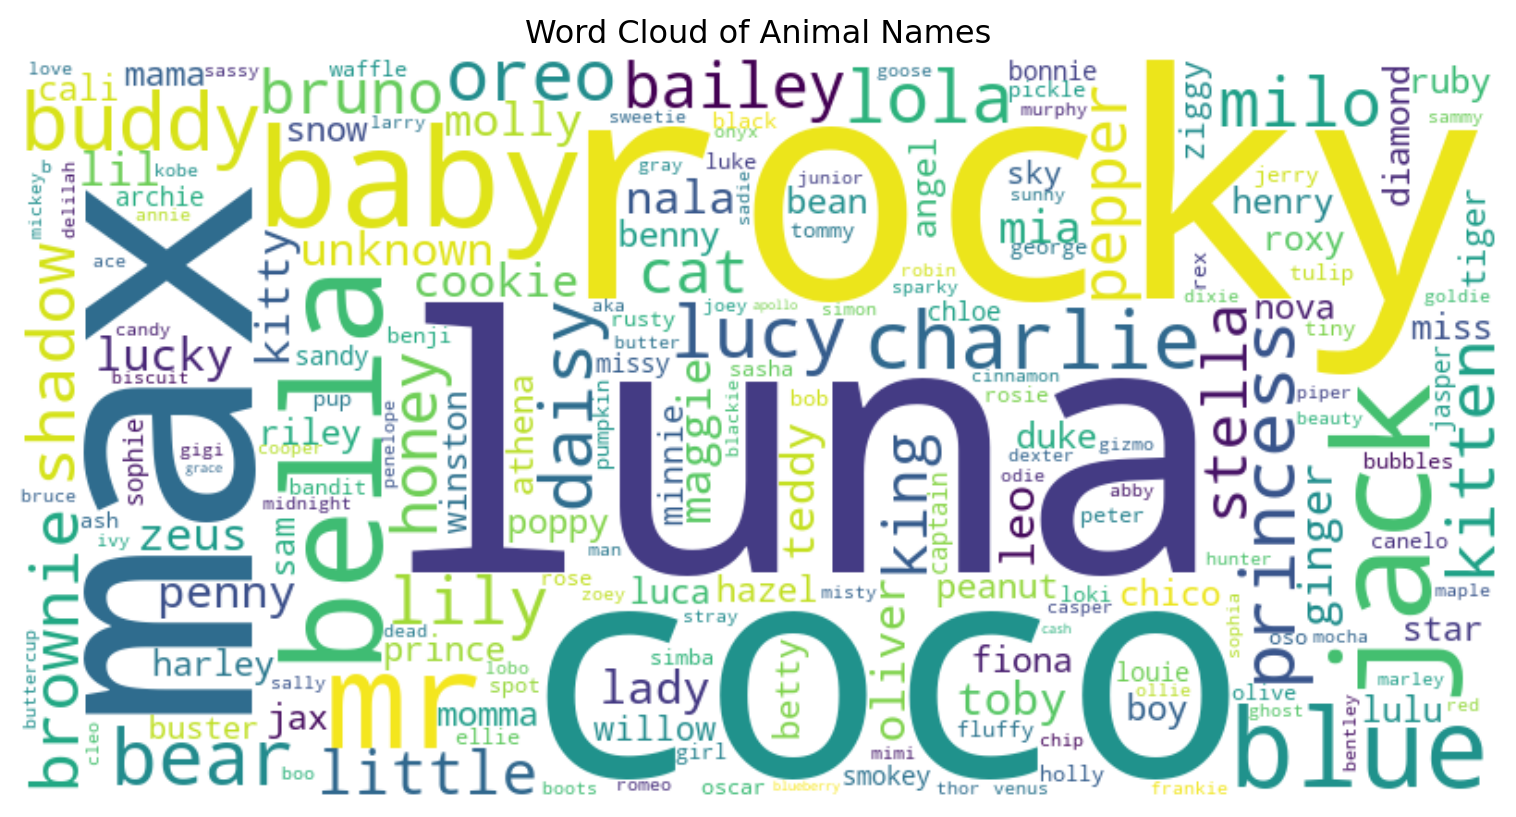 Word Cloud of Animal Names
love
mama
sassy
waffle
oreo
bailey
goose
bonnie
ziggy
milo
diamond
ruby
cali
bruno
lola
pickle
murphy
buddy
snow
larry
molly
sweetie
black
onyx
pepper
sammy
baby
rocky
b
lil
kobe
gray
luke
angel
mickey
delilah
archie
annie
nala
sadie
junior
bean
sky
sunny
jerry
henry
tiger
ace
kitty
unknown
benny
tommy
mia
george
roxy
shadow
max
cookie
cat
robin
sparky
rex
tulip
dixie
goldie
bella
aka
joey
apollo
simon
chloe
nova
tiny
miss
candy
lucky
biscuit
sandy
benji
daisy
rusty
butter
missy
lucy
charlie
stella
princess
jasper
pup
honey
luna
sasha
cinnamon
rosie
piper
beauty
jack
kitten
riley
athena
pumpkin
maggie
blackie
bob
sophie
gigi
grace
cooper
penelope
winston
minnie
teddy
king
duke
gizmo
dexter
odie
bubbles
bruce
bandit
midnight
abby
leo
captain
peter
ginger
brownie
ash
ivy
zeus
sam
poppy
man
hunter
canelo
penny
lily
rose
zoey
luca
hazel
misty
oliver
peanut
loki
chico
maple
casper
stray
cash
sophia
oso
mocha
star
buttercup
harley
dead
prince
lobo
simba
betty
coco
fiona
louie
marley
sally
mr
spot
lady
toby
ollie
boy
olive
ghost
lulu
red
cleo
buster
jax
momma
ellie
willow
girl
mimi
fluffy
chip
bentley
blue
bear
boo
little
boots
romeo
oscar
blueberry
smokey
thor
venus
holly
frankie